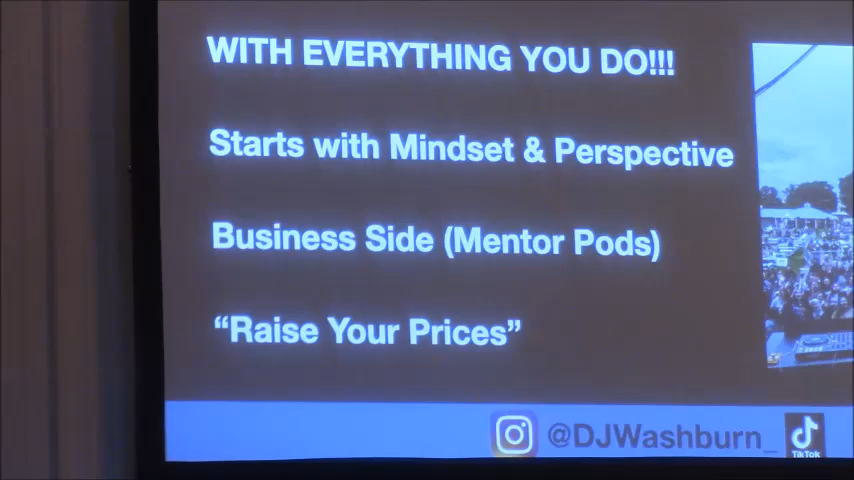 WITH EVERYTHING YOU DO!!!
Starts with Mindset & Perspective
Business Side (Mentor Pods)
“Raise Your Prices”
@DJWashburn_
TikTok